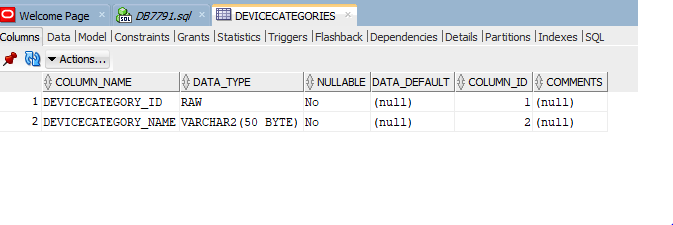 Welcome Page × DB7791.sql × DEVICECATEGORIES ×
Columns Data Model Constraints Grants Statistics Triggers Flashback Dependencies Details Partitions Indexes SQL
Actions...
COLUMN_NAME DATA_TYPE NULLABLE DATA_DEFAULT COLUMN_ID COMMENTS
1 DEVICECATEGORY_ID RAW No (null) 1 (null)
2 DEVICECATEGORY_NAME VARCHAR2(50 BYTE) No (null) 2 (null)